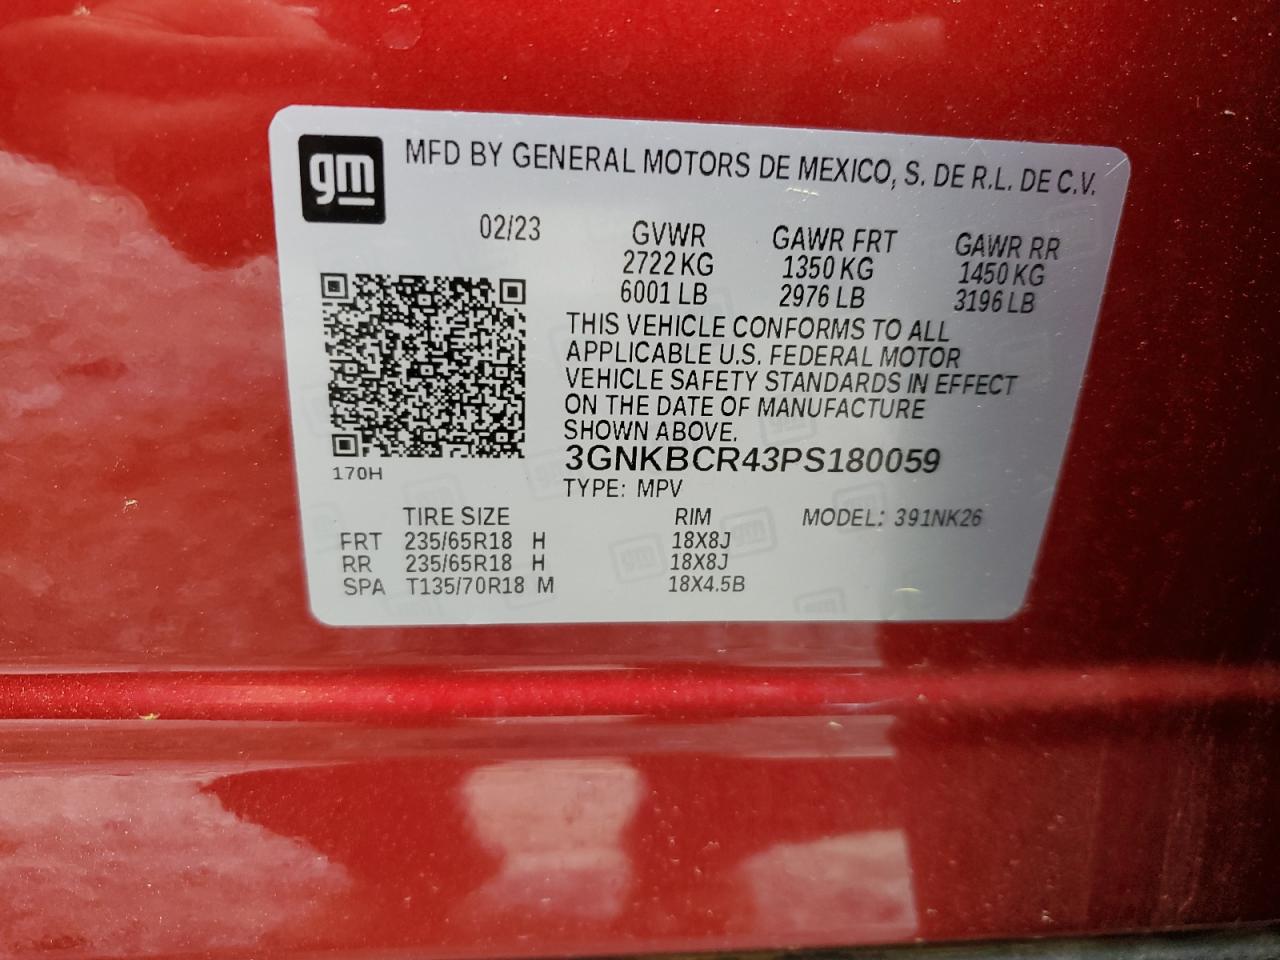 gm
MFD BY GENERAL MOTORS DE MEXICO, S. DE R.L. DE C.V.
02/23
GVWR GAWR FRT GAWR RR
2722 KG 1350 KG 1450 KG
6001 LB 2976 LB 3196 LB
THIS VEHICLE CONFORMS TO ALL
APPLICABLE U.S. FEDERAL MOTOR
VEHICLE SAFETY STANDARDS IN EFFECT
ON THE DATE OF MANUFACTURE
SHOWN ABOVE.
3GNKBCR43PS180059
170H
TYPE: MPV
TIRE SIZE RIM MODEL: 391NK26
FRT 235/65R18 H 18X8J
RR 235/65R18 H 18X8J
SPA T135/70R18 M 18X4.5B